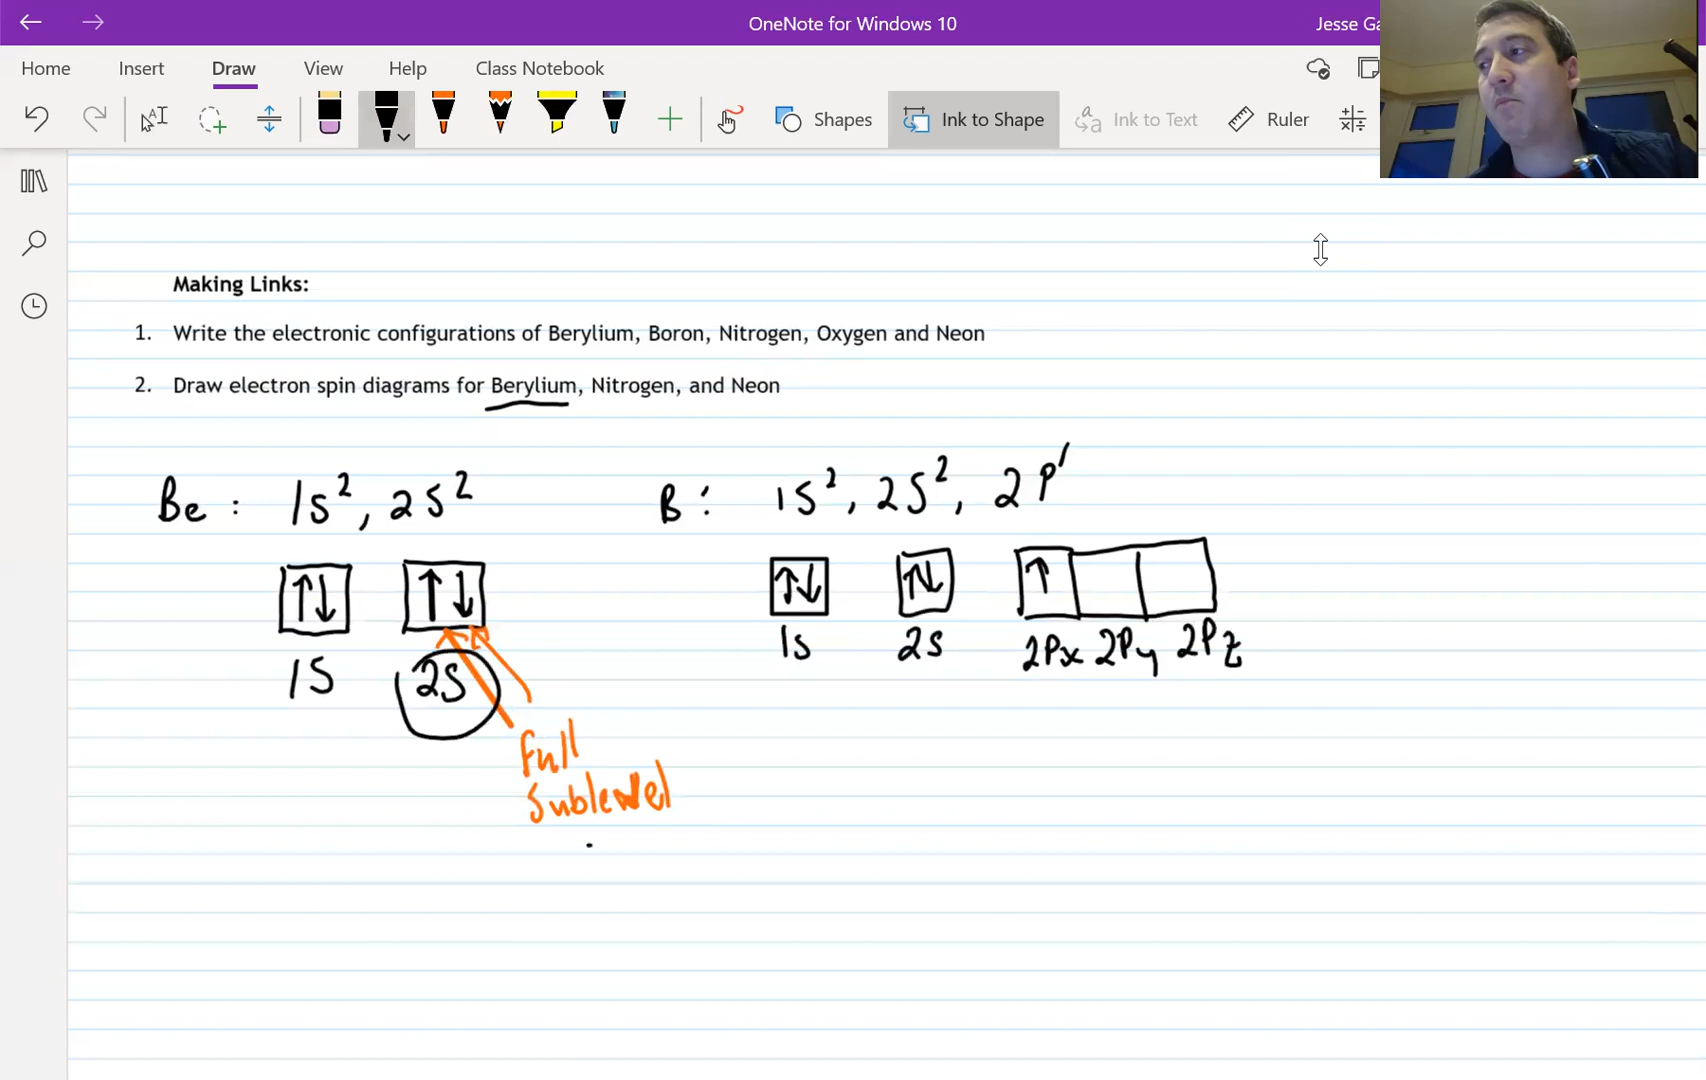 OneNote for Windows 10
Jesse Ga
Home Insert Draw View Help Class Notebook
Shapes Ink to Shape Ink to Text Ruler
Making Links:
1. Write the electronic configurations of Berylium, Boron, Nitrogen, Oxygen and Neon
2. Draw electron spin diagrams for Berylium, Nitrogen, and Neon
Be : 1s², 2s² B : 1s², 2s², 2p¹
↑↓ ↑↓ ↑↓ ↑↓ ↑
1s 2s 1s 2s 2Px 2Py 2Pz
Full
Sublevel